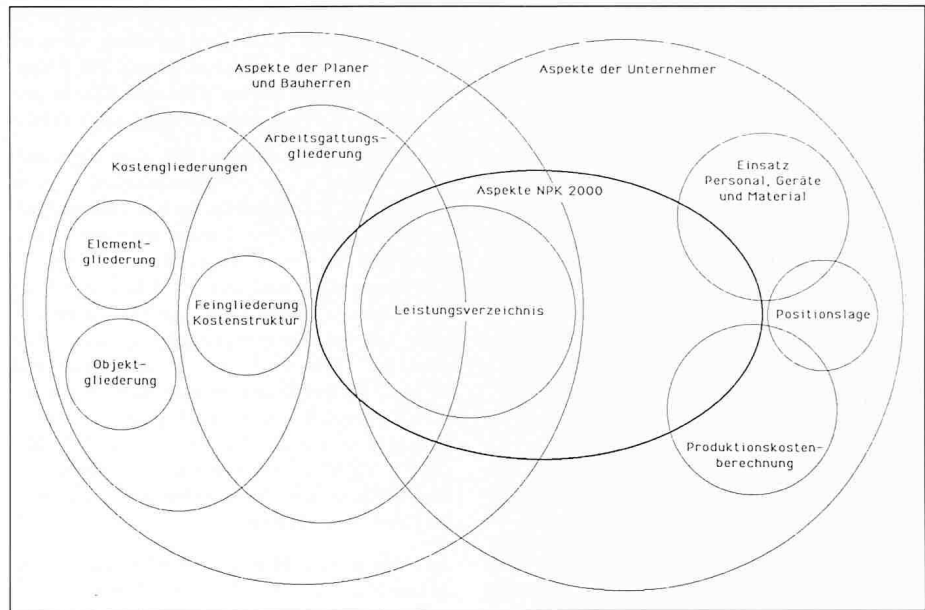 Aspekte der Planer
und Bauherren
Aspekte der Unternehmer
Arbeitsgattungs-
gliederung
Kostengliederungen
Aspekte NPK 2000
Einsatz
Personal, Geräte
und Material
Element-
gliederung
Feingliederung
Kostenstruktur
Leistungsverzeichnis
Positionslage
Objekt-
gliederung
Produktionskosten-
berechnung